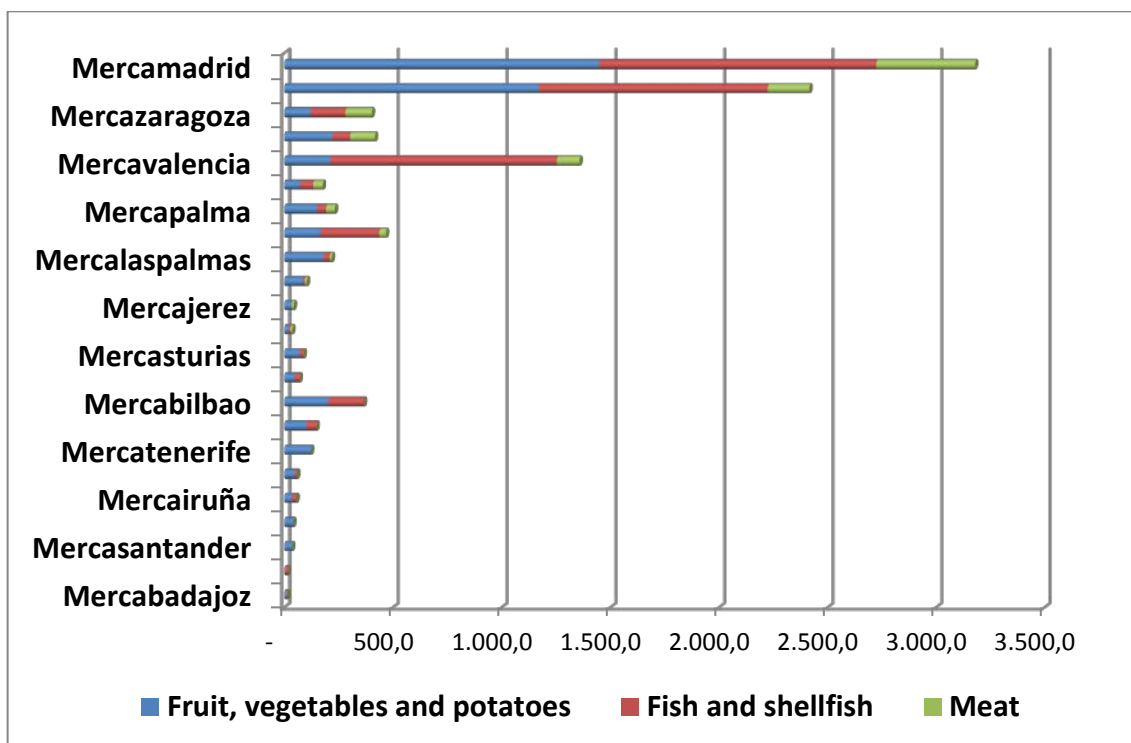 Mercamadrid
Mercazaragoza
Mercavalencia
Mercapalma
Mercalaspalmas
Mercajerez
Mercasturias
Mercabilbao
Mercatenerife
Mercairuña
Mercasantander
Mercabadajoz
- 500,0 1.000,0 1.500,0 2.000,0 2.500,0 3.000,0 3.500,0
Fruit, vegetables and potatoes Fish and shellfish Meat